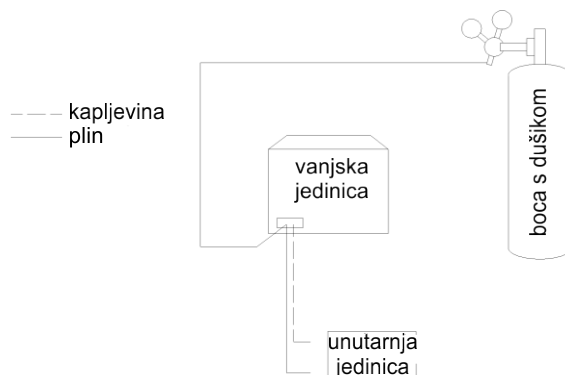 kapljevina
plin
vanjska
jedinica
boca s dušikom
unutarnja
jedinica